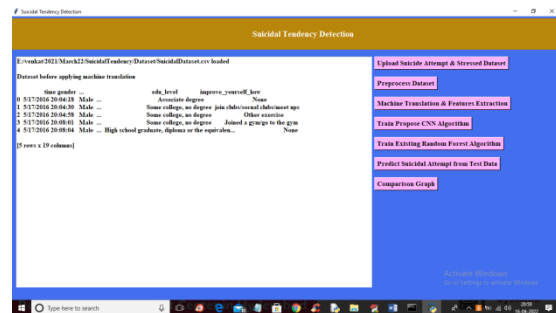 Suicidal Tendency Detection
Suicidal Tendency Detection
E:/venkat/2021/March22/SuicidalTendency/Dataset/SuicidalDataset.csv loaded
Dataset before applying machine translation
time gender ... edu_level improve_yourself_how
0 5/17/2016 20:04:18 Male ... Associate degree None
1 5/17/2016 20:04:30 Male ... Some college, no degree join clubs/socual clubs/meet ups
2 5/17/2016 20:04:58 Male ... Some college, no degree Other exercise
3 5/17/2016 20:08:01 Male ... Some college, no degree Joined a gym/go to the gym
4 5/17/2016 20:08:04 Male ... High school graduate, diploma or the equivalen... None
[5 rows x 19 columns]
Upload Suicide Attempt & Stressed Dataset
Preprocess Dataset
Machine Translation & Features Extraction
Train Propose CNN Algorithm
Train Existing Random Forest Algorithm
Predict Suicidal Attempt from Test Data
Comparison Graph
Activate Windows
Go to Settings to activate Windows.
Type here to search
20:59